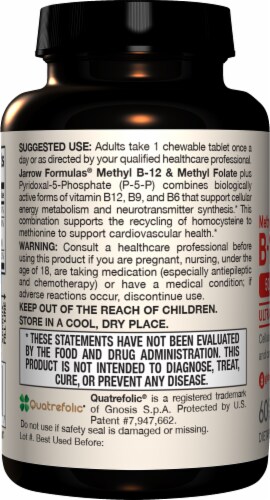 SUGGESTED USE: Adults take 1 chewable tablet once a
day or as directed by your qualified healthcare professional.
Jarrow Formulas® Methyl B-12 & Methyl Folate plus
Pyridoxal-5-Phosphate (P-5-P) combines biologically
active forms of vitamin B12, B9, and B6 that support cellular
energy metabolism and neurotransmitter synthesis.* This
combination supports the recycling of homocysteine to
methionine to support cardiovascular health.*
WARNING: Consult a healthcare professional before
using this product if you are pregnant, nursing, under the
age of 18, are taking medication (especially antiepileptic
and chemotherapy) or have a medical condition; if
adverse reactions occur, discontinue use.
KEEP OUT OF THE REACH OF CHILDREN.
STORE IN A COOL, DRY PLACE.
* THESE STATEMENTS HAVE NOT BEEN EVALUATED
BY THE FOOD AND DRUG ADMINISTRATION. THIS
PRODUCT IS NOT INTENDED TO DIAGNOSE, TREAT,
CURE, OR PREVENT ANY DISEASE.
Quatrefolic®
Quatrefolic® is a registered trademark
of Gnosis S.p.A. Protected by U.S.
Patent #7,947,662.
Do not use if safety seal is damaged or missing.
Lot #. Best Used Before: